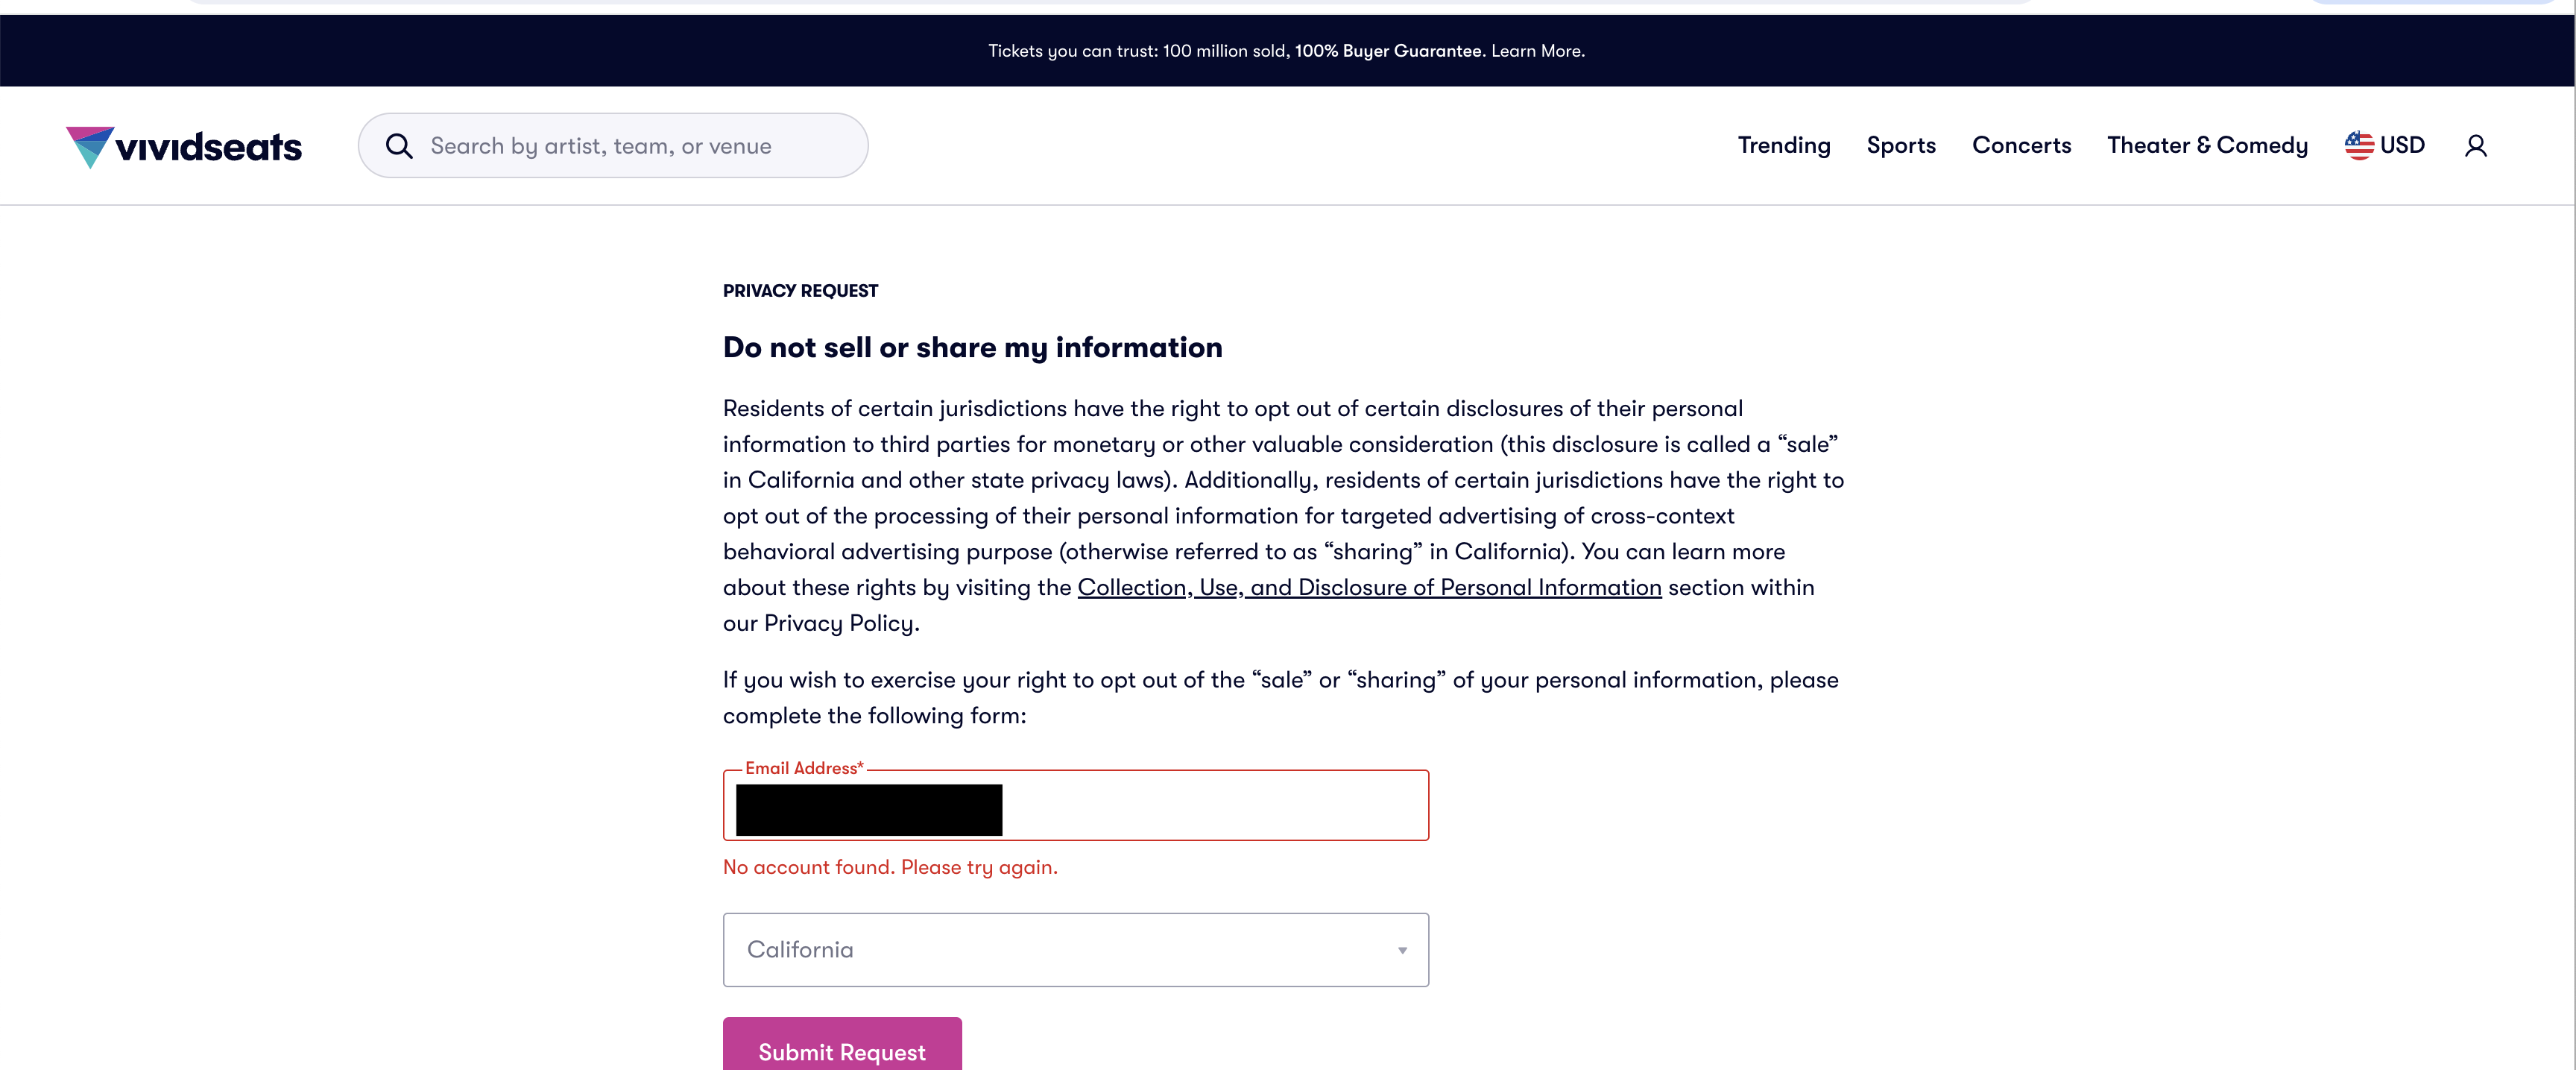 Tickets you can trust: 100 million sold, 100% Buyer Guarantee. Learn More.
vividseats
Search by artist, team, or venue
Trending
Sports
Concerts
Theater & Comedy
USD
PRIVACY REQUEST
Do not sell or share my information
Residents of certain jurisdictions have the right to opt out of certain disclosures of their personal
information to third parties for monetary or other valuable consideration (this disclosure is called a “sale”
in California and other state privacy laws). Additionally, residents of certain jurisdictions have the right to
opt out of the processing of their personal information for targeted advertising of cross-context
behavioral advertising purpose (otherwise referred to as “sharing” in California). You can learn more
about these rights by visiting the Collection, Use, and Disclosure of Personal Information section within
our Privacy Policy.
If you wish to exercise your right to opt out of the “sale” or “sharing” of your personal information, please
complete the following form:
Email Address*
No account found. Please try again.
California
Submit Request